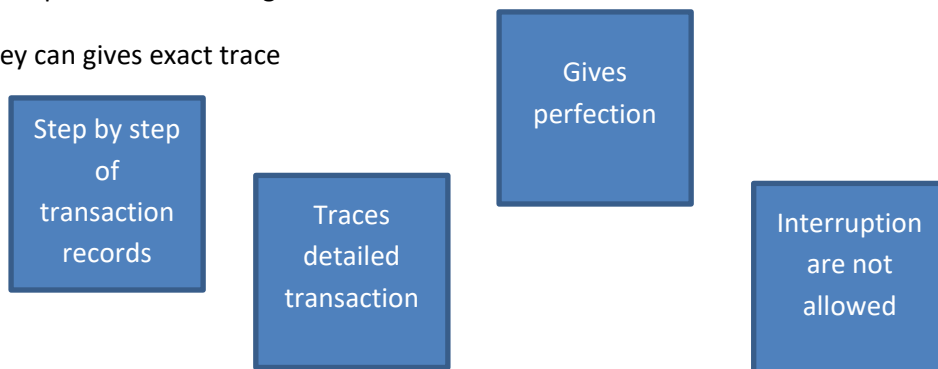 ey can gives exact trace
Step by step
of
transaction
records
Traces
detailed
transaction
Gives
perfection
Interruption
are not
allowed